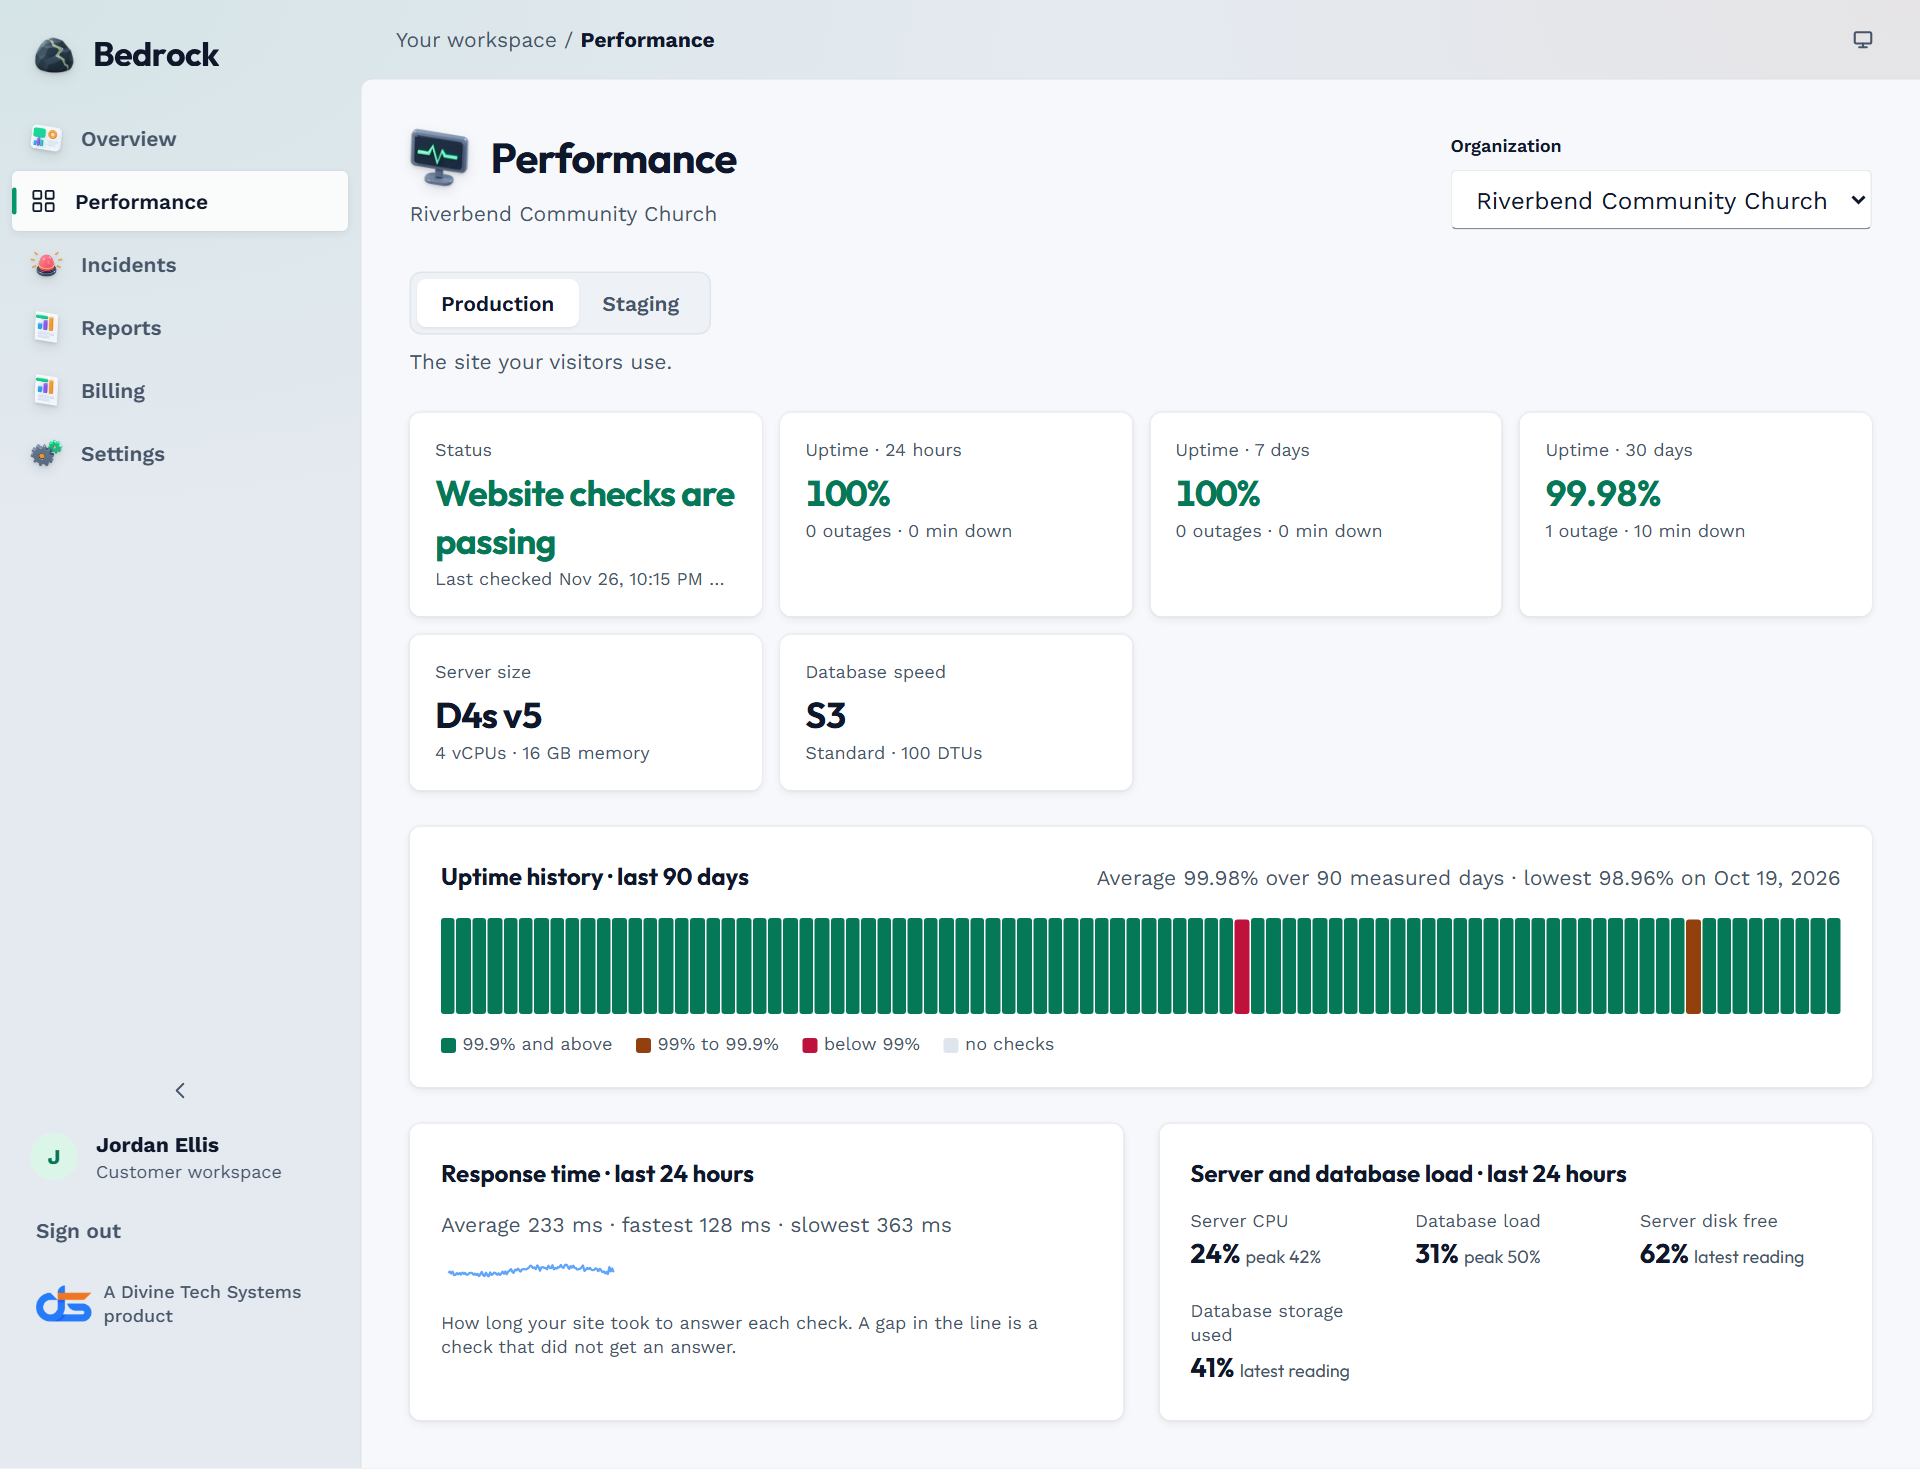 Bedrock
Overview
Performance
Incidents
Reports
Billing
Settings
Jordan Ellis
J
Customer workspace
Sign out
A Divine Tech Systems
product
Your workspace / Performance
Performance
Riverbend Community Church
Organization
Riverbend Community Church
Production
Staging
The site your visitors use.
Status
Website checks are
passing
Last checked Nov 26, 10:15 PM ...
Uptime · 24 hours
100%
0 outages · 0 min down
Uptime · 7 days
100%
0 outages · 0 min down
Uptime · 30 days
99.98%
1 outage · 10 min down
Server size
D4s v5
4 vCPUs · 16 GB memory
Database speed
S3
Standard · 100 DTUs
Uptime history · last 90 days
Average 99.98% over 90 measured days · lowest 98.96% on Oct 19, 2026
99.9% and above
99% to 99.9%
below 99%
no checks
Response time · last 24 hours
Average 233 ms · fastest 128 ms · slowest 363 ms
How long your site took to answer each check. A gap in the line is a
check that did not get an answer.
Server and database load · last 24 hours
Server CPU
24% peak 42%
Database load
31% peak 50%
Server disk free
62% latest reading
Database storage
used
41% latest reading